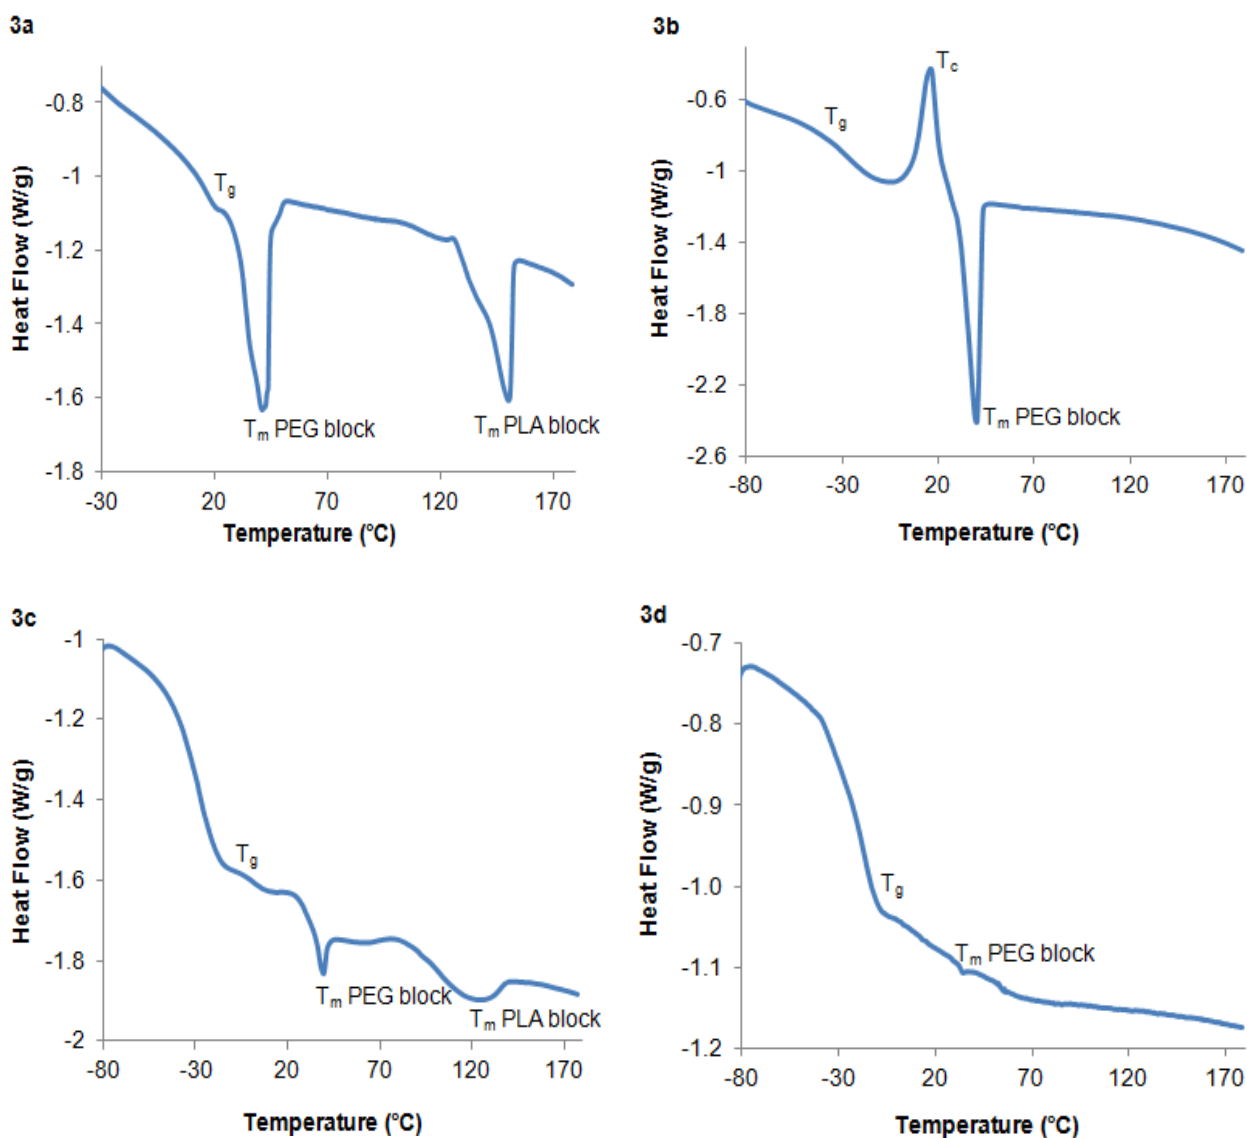 3a
-0.8
-1
-1.2
-1.4
-1.6
-1.8
-30
20
70
120
170
Heat Flow (W/g)
Temperature (°C)
Tg
Tm PEG block
Tm PLA block
3b
-0.6
-1
-1.4
-1.8
-2.2
-2.6
-80
-30
20
70
120
170
Heat Flow (W/g)
Temperature (°C)
Tg
Tc
Tm PEG block
3c
-1
-1.2
-1.4
-1.6
-1.8
-2
-80
-30
20
70
120
170
Heat Flow (W/g)
Temperature (°C)
Tg
Tm PEG block
Tm PLA block
3d
-0.7
-0.8
-0.9
-1.0
-1.1
-1.2
-80
-30
20
70
120
170
Heat Flow (W/g)
Temperature (°C)
Tg
Tm PEG block